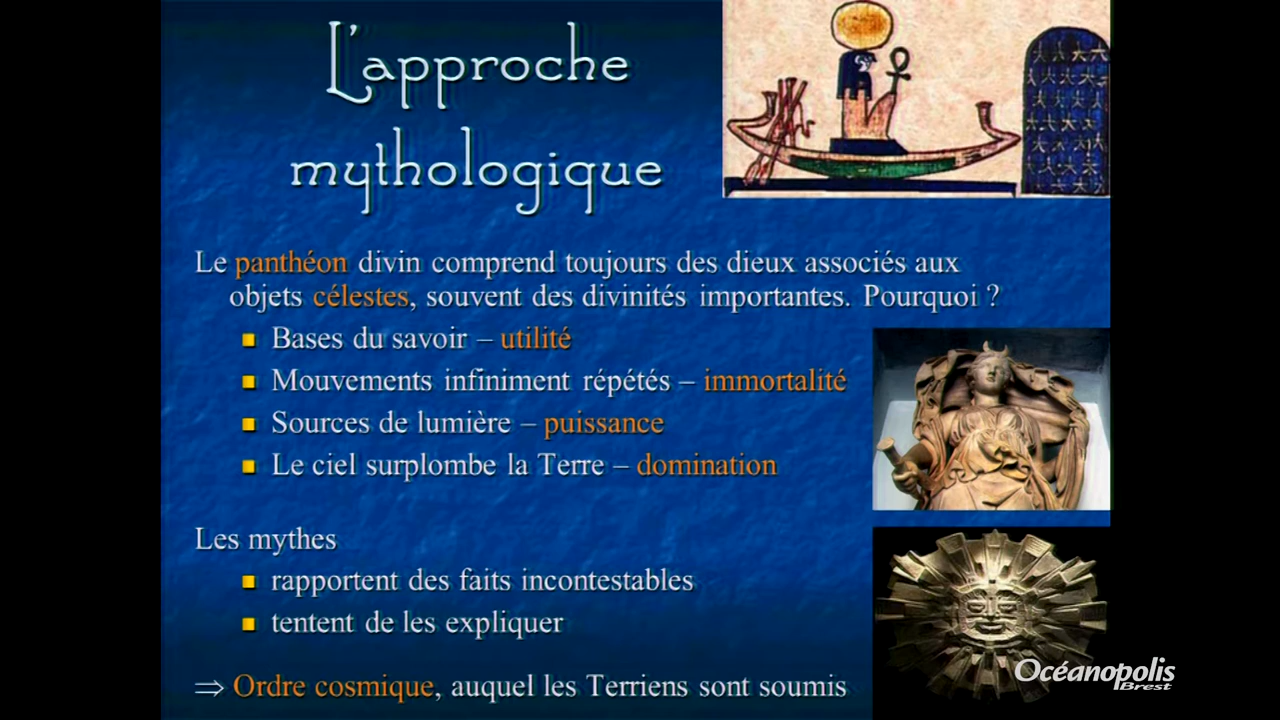 L'approche
mythologique
Le panthéon divin comprend toujours des dieux associés aux
objets célestes, souvent des divinités importantes. Pourquoi ?
Bases du savoir – utilité
Mouvements infiniment répétés – immortalité
Sources de lumière – puissance
Le ciel surplombe la Terre – domination
Les mythes
rapportent des faits incontestables
tentent de les expliquer
⇒ Ordre cosmique, auquel les Terriens sont soumis
Océanopolis
Brest